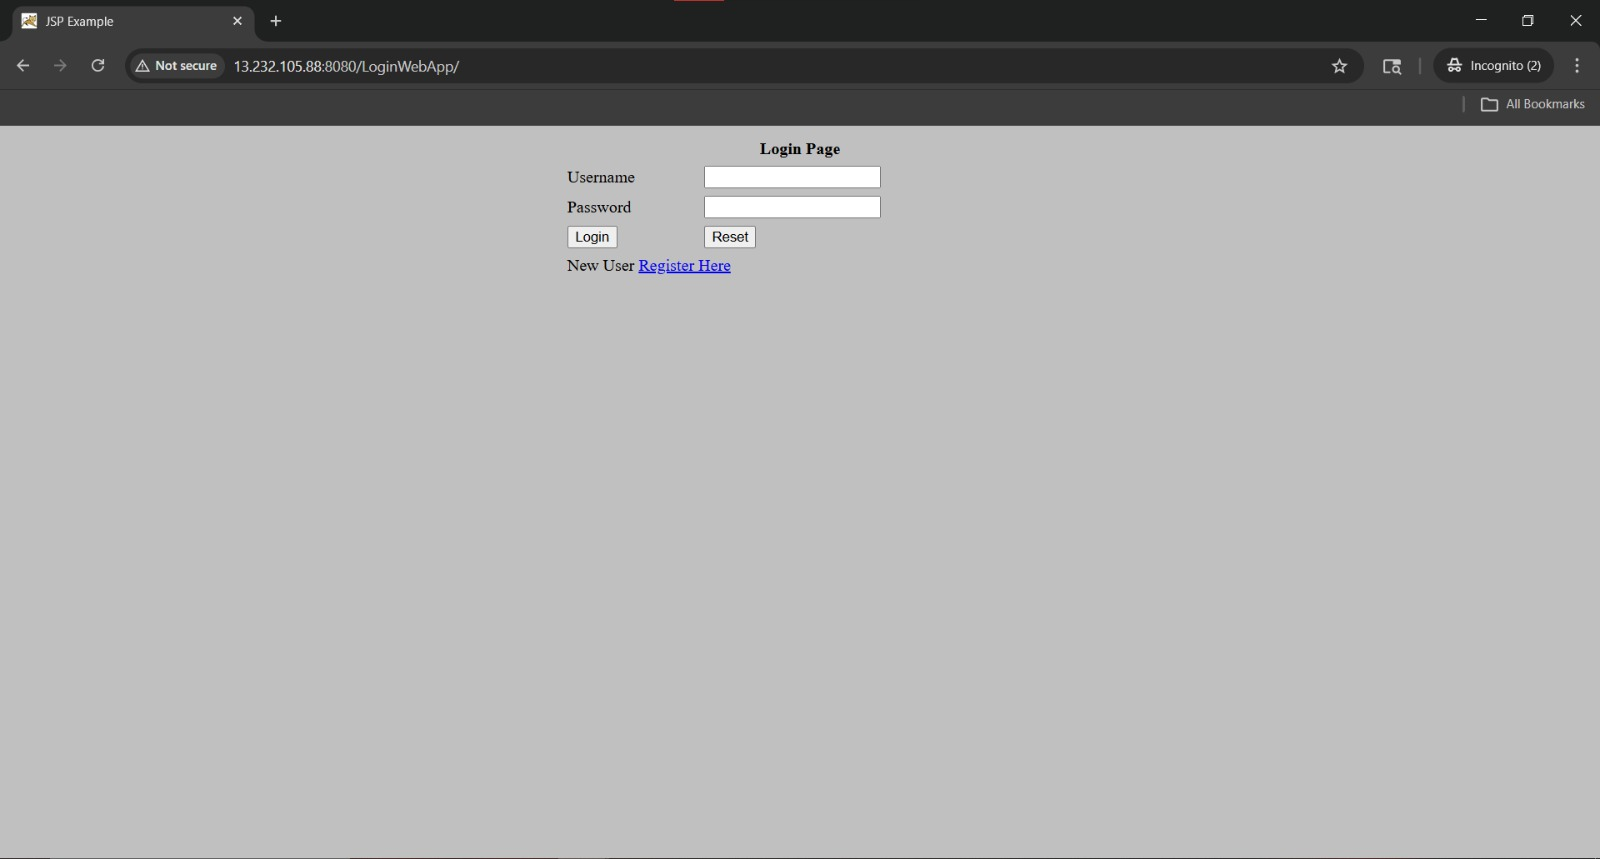 JSP Example
Not secure 13.232.105.88:8080/LoginWebApp/
Incognito (2)
All Bookmarks
Login Page
Username
Password
Login Reset
New User Register Here